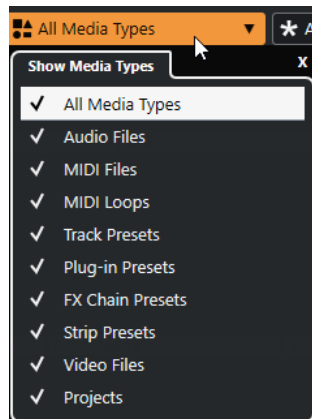 All Media Types
A
Show Media Types
X
All Media Types
Audio Files
MIDI Files
MIDI Loops
Track Presets
Plug-in Presets
FX Chain Presets
Strip Presets
Video Files
Projects